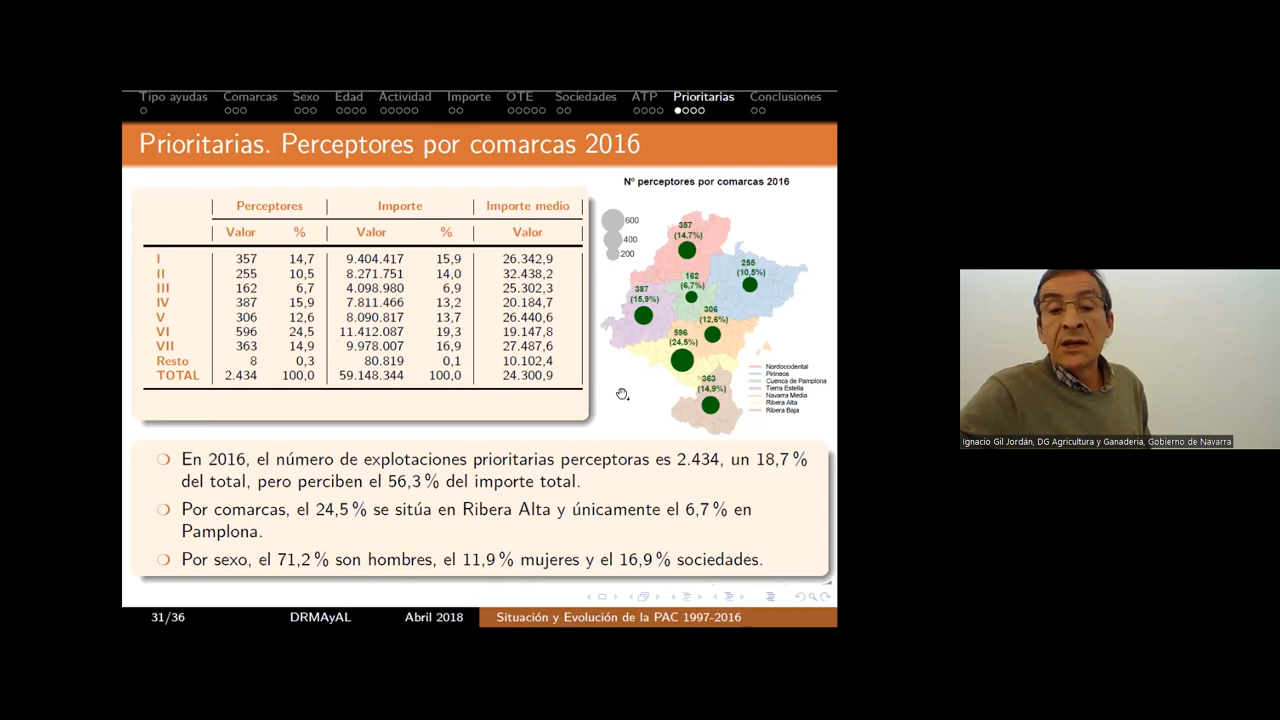 Tipo ayudas Comarcas Sexo Edad Actividad Importe OTE Sociedades ATP Prioritarias Conclusiones
Prioritarias. Perceptores por comarcas 2016
Perceptores Importe Importe medio
Valor % Valor % Valor
I 357 14,7 9.404.417 15,9 26.342,9
II 255 10,5 8.271.751 14,0 32.438,2
III 162 6,7 4.098.980 6,9 25.302,3
IV 387 15,9 7.811.466 13,2 20.184,7
V 306 12,6 8.090.817 13,7 26.440,6
VI 596 24,5 11.412.087 19,3 19.147,8
VII 363 14,9 9.978.007 16,9 27.487,6
Resto 8 0,3 80.819 0,1 10.102,4
TOTAL 2.434 100,0 59.148.344 100,0 24.300,9
Nº perceptores por comarcas 2016
600
400
200
357
(14,7%)
255
(10,5%)
162
(6,7%)
387
(15,9%)
306
(12,6%)
596
(24,5%)
363
(14,9%)
Nordoccidental
Pirineos
Cuenca de Pamplona
Tierra Estella
Navarra Media
Ribera Alta
Ribera Baja
En 2016, el número de explotaciones prioritarias perceptoras es 2.434, un 18,7 %
del total, pero perciben el 56,3 % del importe total.
Por comarcas, el 24,5 % se sitúa en Ribera Alta y únicamente el 6,7 % en
Pamplona.
Por sexo, el 71,2 % son hombres, el 11,9 % mujeres y el 16,9 % sociedades.
31/36 DRMAyAL Abril 2018 Situación y Evolución de la PAC 1997-2016
Ignacio Gil Jordán, DG Agricultura y Ganadería, Gobierno de Navarra